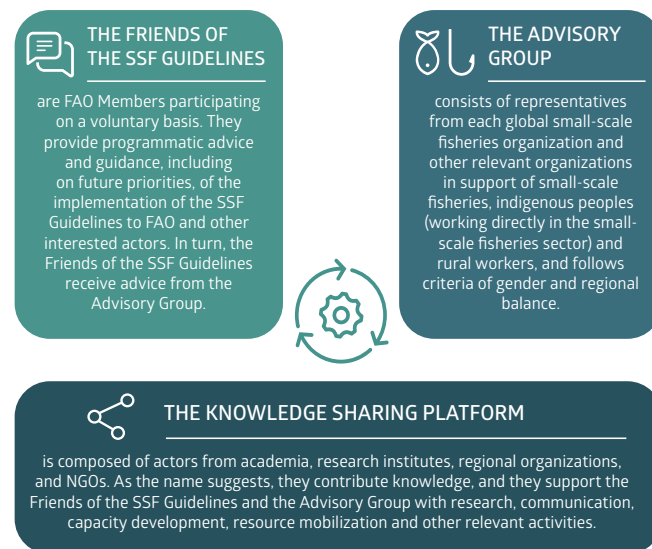 THE FRIENDS OF
THE SSF GUIDELINES
are FAO Members participating
on a voluntary basis. They
provide programmatic advice
and guidance, including
on future priorities, of the
implementation of the SSF
Guidelines to FAO and other
interested actors. In turn, the
Friends of the SSF Guidelines
receive advice from the
Advisory Group.
THE ADVISORY
GROUP
consists of representatives
from each global small-scale
fisheries organization and
other relevant organizations
in support of small-scale
fisheries, indigenous peoples
(working directly in the small-
scale fisheries sector) and
rural workers, and follows
criteria of gender and regional
balance.
THE KNOWLEDGE SHARING PLATFORM
is composed of actors from academia, research institutes, regional organizations,
and NGOs. As the name suggests, they contribute knowledge, and they support the
Friends of the SSF Guidelines and the Advisory Group with research, communication,
capacity development, resource mobilization and other relevant activities.